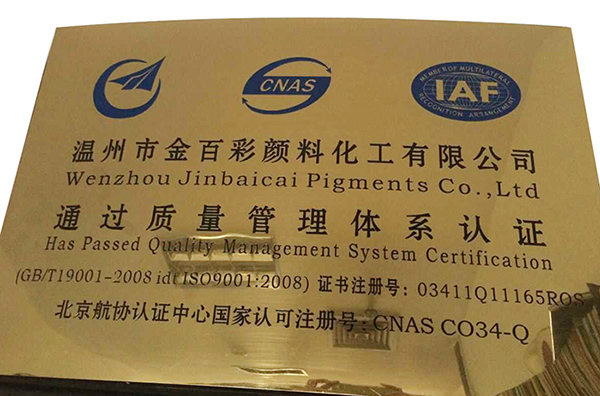 CNAS
MEMBER OF MULTILATERAL
IAF
RECOGNITION ARRANGEMENT
温州市金百彩颜料化工有限公司
Wenzhou Jinbaicai Pigments Co.,Ltd
通过质量管理体系认证
Has Passed Quality Management System Certification
(GB/T19001-2008 idt ISO9001:2008) 证书注册号: 03411Q11165ROS
北京航协认证中心国家认可注册号: CNAS CO34-Q